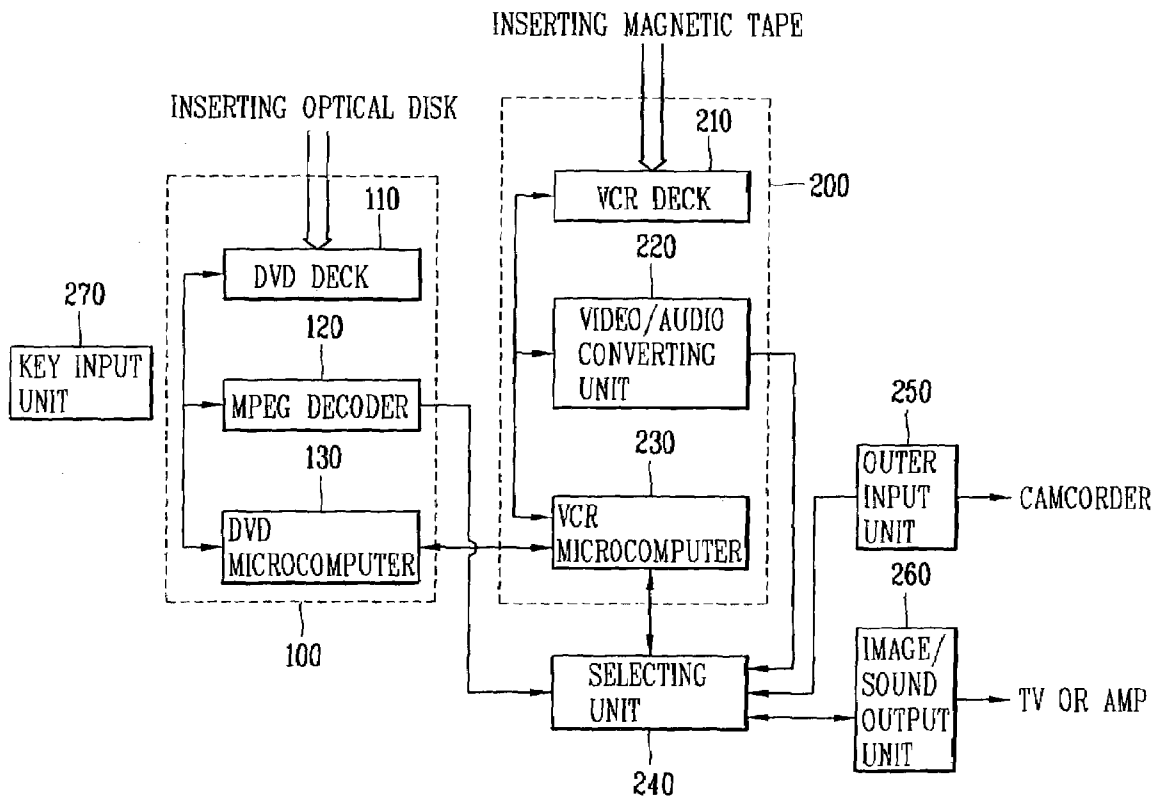 INSERTING MAGNETIC TAPE
INSERTING OPTICAL DISK
210
VCR DECK
200
110
DVD DECK
220
VIDEO/AUDIO
CONVERTING
UNIT
270
KEY INPUT
UNIT
120
MPEG DECODER
130
DVD
MICROCOMPUTER
230
VCR
MICROCOMPUTER
250
OUTER
INPUT
UNIT
CAMCORDER
100
260
IMAGE/
SOUND
OUTPUT
UNIT
TV OR AMP
SELECTING
UNIT
240